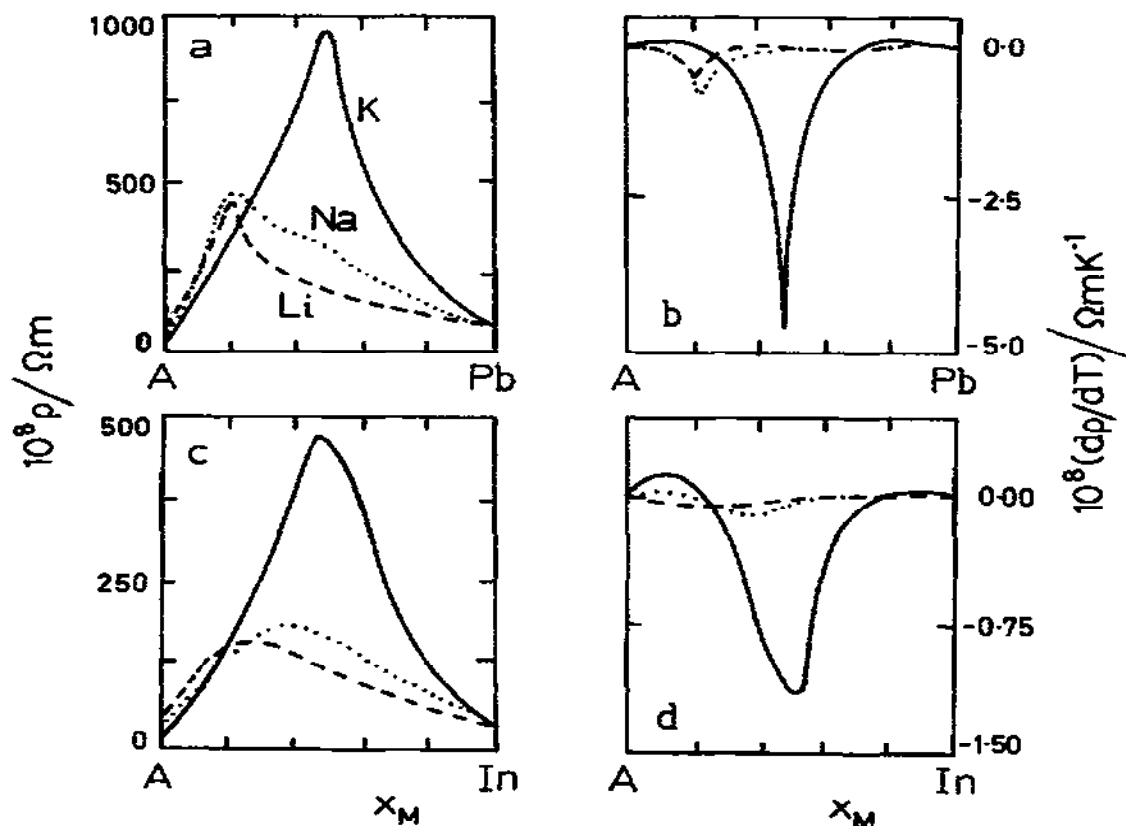 1000
a
K
500
Na
Li
0
A
Pb
0·0
-2·5
b
-5·0
A
Pb
10⁸ρ/Ωm
10⁸(dρ/dT)/ΩmK⁻¹
500
c
250
0
A
In
x_M
0·00
-0·75
d
-1·50
A
In
x_M